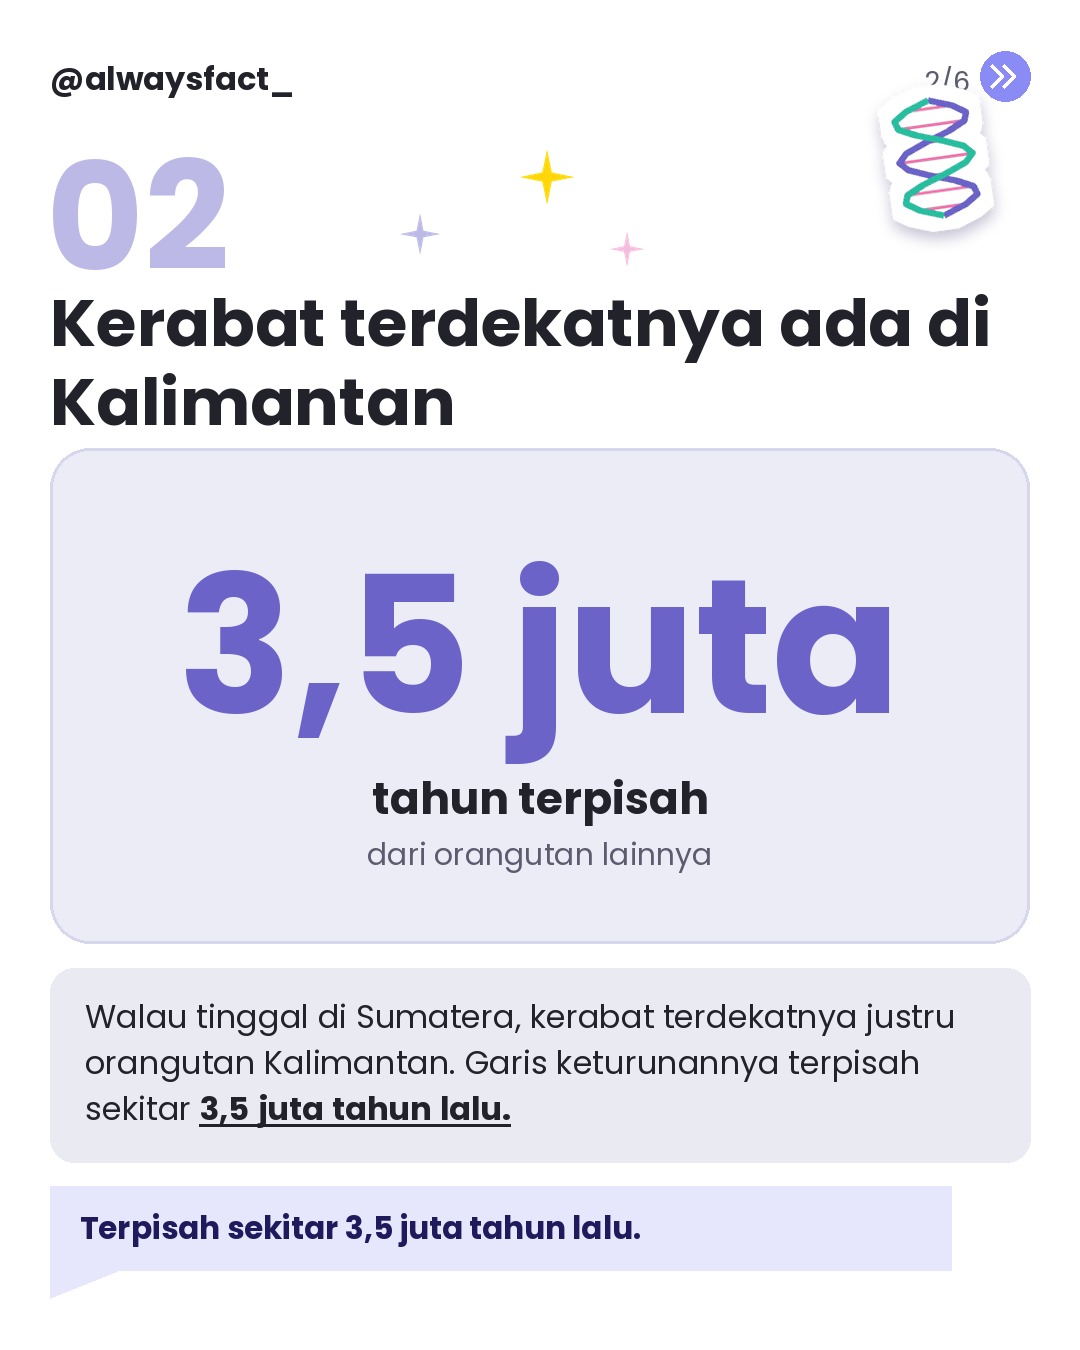 @alwaysfact_
2/6
02
Kerabat terdekatnya ada di
Kalimantan
3,5 juta
tahun terpisah
dari orangutan lainnya
Walau tinggal di Sumatera, kerabat terdekatnya justru
orangutan Kalimantan. Garis keturunannya terpisah
sekitar 3,5 juta tahun lalu.
Terpisah sekitar 3,5 juta tahun lalu.